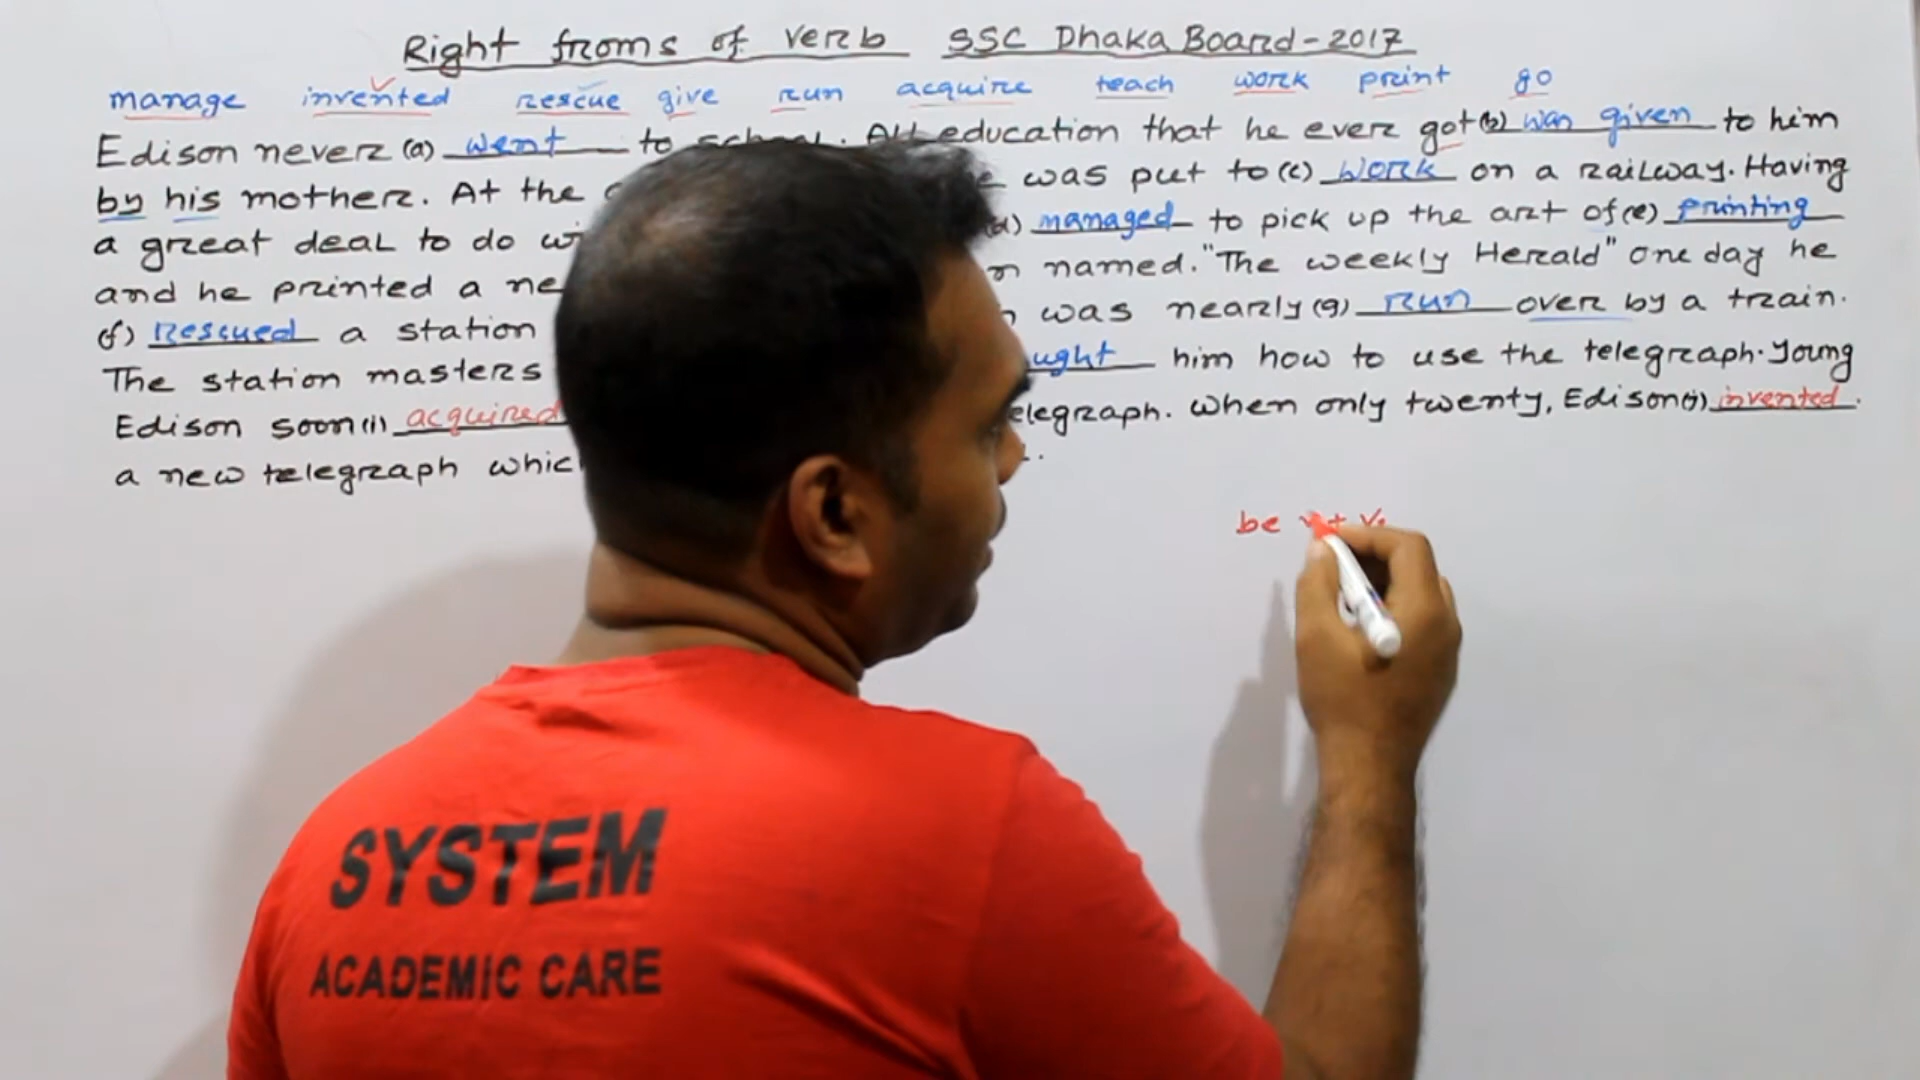 Right froms of verb SSC Dhaka Board-2017
manage invented rescue give run acquire teach work print go
Edison never (a) went to school. All education that he ever got (b) was given to him
by his mother. At the was put to (c) work on a railway. Having
a great deal to do (d) managed to pick up the art of (e) printing
and he printed a named. "The weekly Herald" one day he
(f) rescued a station was nearly (g) run over by a train.
The station masters him how to use the telegraph. Young
Edison soon (i) acquired elegraph. When only twenty, Edison (j) invented.
a new telegraph
be v + v
SYSTEM
ACADEMIC CARE